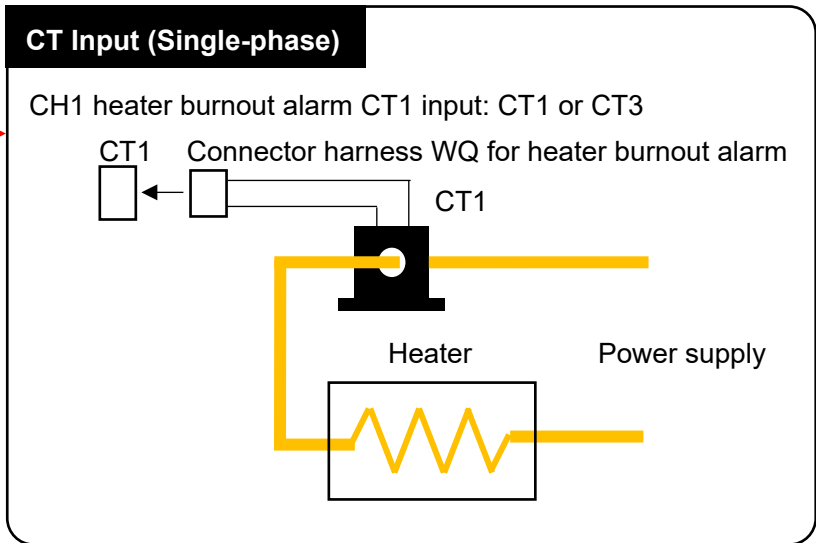 CT Input (Single-phase)
CH1 heater burnout alarm CT1 input: CT1 or CT3
CT1 Connector harness WQ for heater burnout alarm
CT1
Heater Power supply